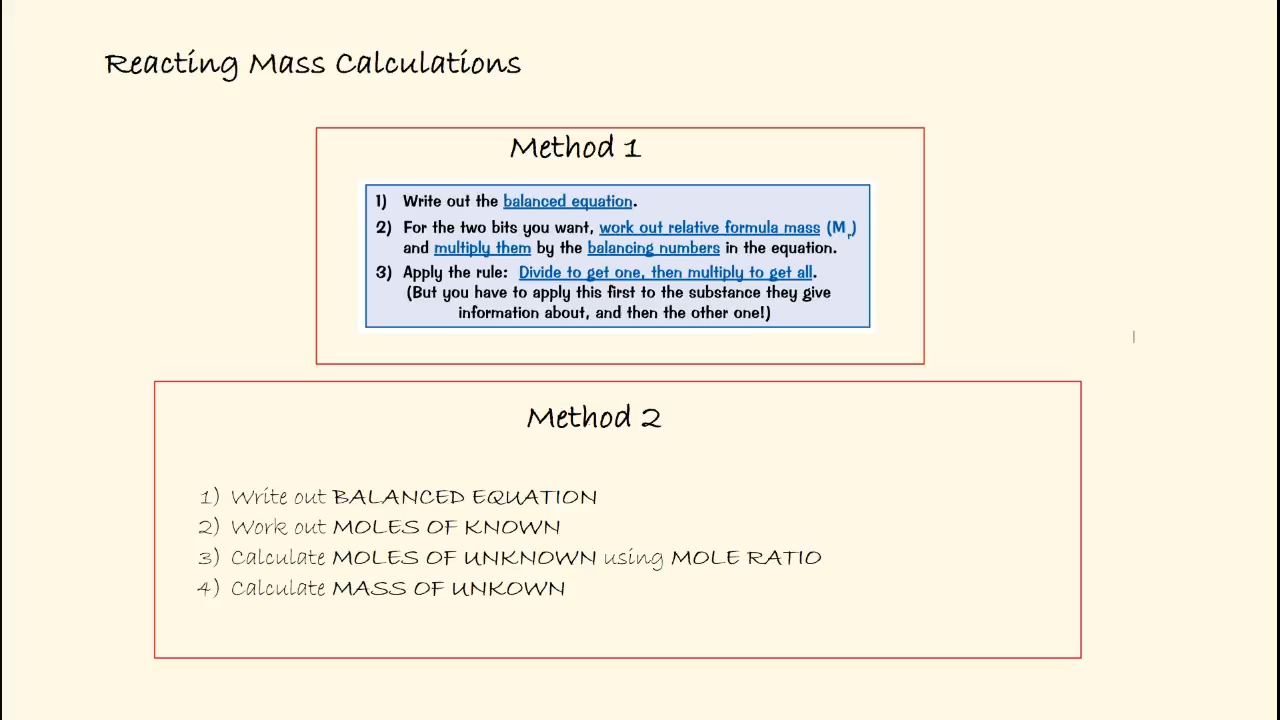 Reacting Mass Calculations
Method 1
1) Write out the balanced equation.
2) For the two bits you want, work out relative formula mass (Mr)
and multiply them by the balancing numbers in the equation.
3) Apply the rule: Divide to get one, then multiply to get all.
(But you have to apply this first to the substance they give
information about, and then the other one!)
Method 2
1) Write out BALANCED EQUATION
2) Work out MOLES OF KNOWN
3) Calculate MOLES OF UNKNOWN using MOLE RATIO
4) Calculate MASS OF UNKOWN